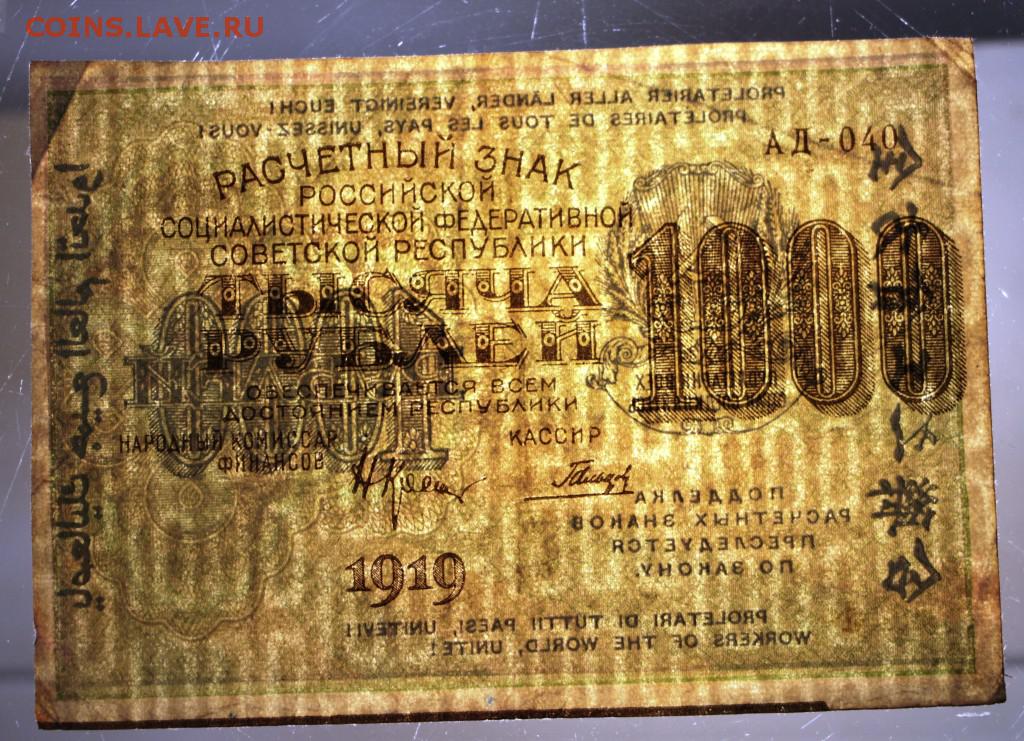 COINS.LAVE.RU
PROLETARIER ALLER LÄNDER, VEREINIGT EUCH!
PROLETAIRES DE TOUS LES PAYS, UNISSEZ-VOUS!
АД-040
РАСЧЕТНЫЙ ЗНАК
РОССИЙСКОЙ
СОЦИАЛИСТИЧЕСКОЙ ФЕДЕРАТИВНОЙ
СОВЕТСКОЙ РЕСПУБЛИКИ
ТЫСЯЧА
РУБЛЕЙ
1000
1000
ОБЕСПЕЧИВАЕТСЯ ВСЕМ
ДОСТОЯНИЕМ РЕСПУБЛИКИ
НАРОДНЫЙ КОМИССАР
ФИНАНСОВ
КАССИР
ПОДДЕЛКА
РАСЧЕТНЫХ ЗНАКОВ
ПРЕСЛЕДУЕТСЯ
ПО ЗАКОНУ.
1919
PROLETARI DI TUTTI I PAESI, UNITEVI!
WORKERS OF THE WORLD, UNITE!